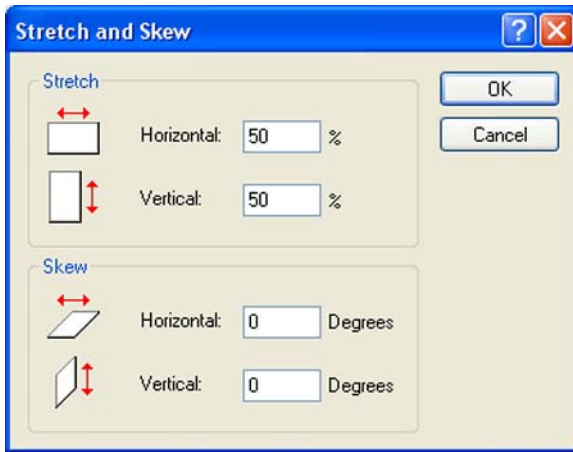 Stretch and Skew
?
Stretch
Horizontal: 50 %
Vertical: 50 %
OK
Cancel
Skew
Horizontal: 0 Degrees
Vertical: 0 Degrees